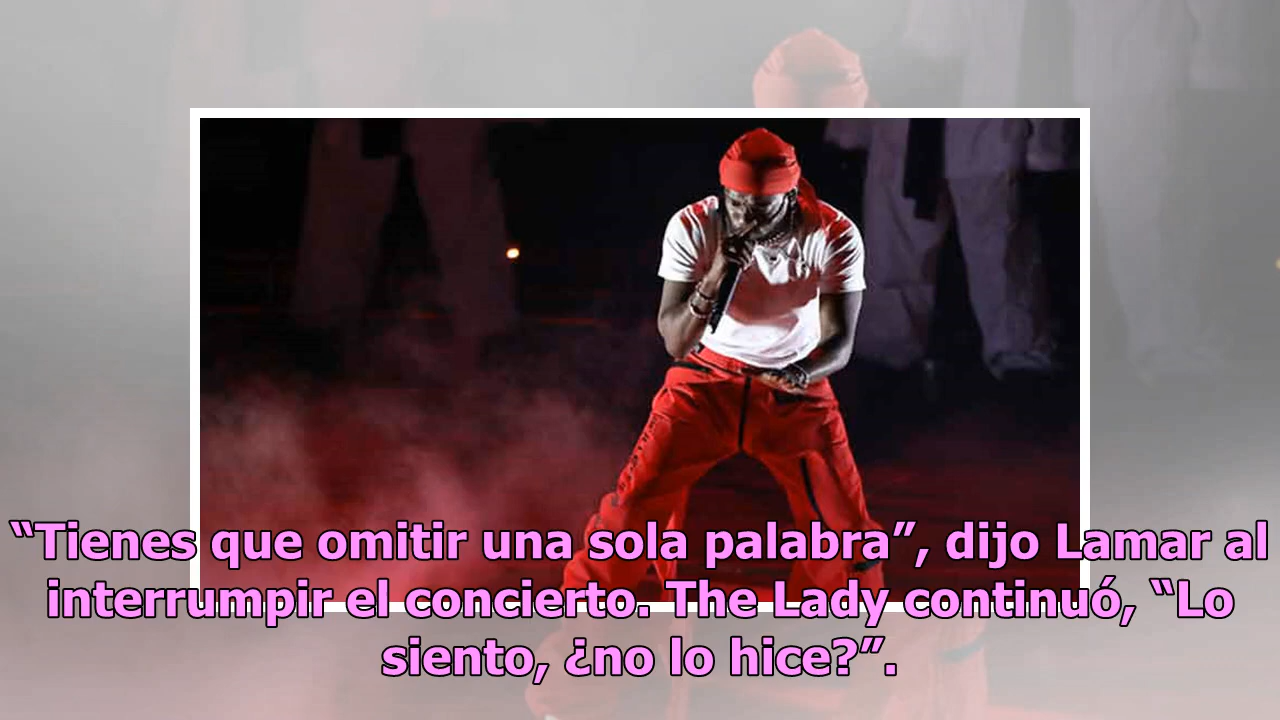 “Tienes que omitir una sola palabra”, dijo Lamar al
interrumpir el concierto. The Lady continuó, “Lo
siento, ¿no lo hice?”.